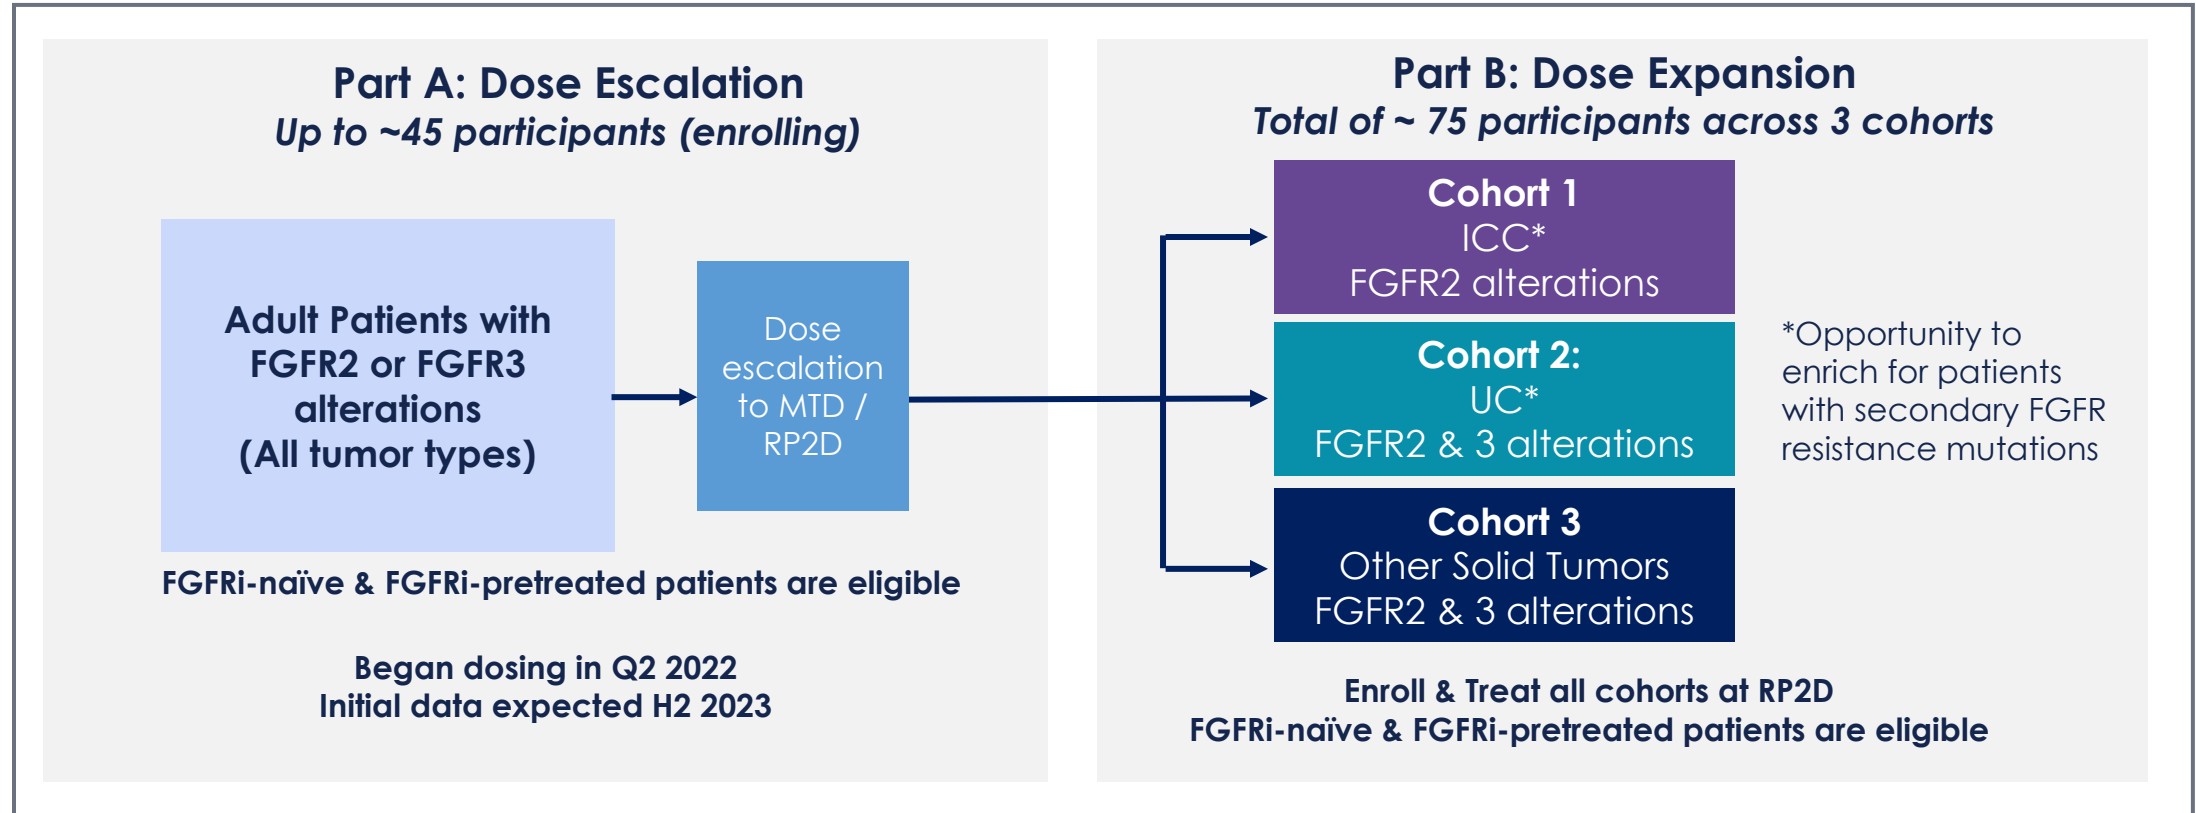 Part A: Dose Escalation
Up to ~45 participants (enrolling)
Adult Patients with
FGFR2 or FGFR3
alterations
(All tumor types)
Dose
escalation
to MTD /
RP2D
FGFRi-naïve & FGFRi-pretreated patients are eligible
Began dosing in Q2 2022
Initial data expected H2 2023
Part B: Dose Expansion
Total of ~ 75 participants across 3 cohorts
Cohort 1
ICC*
FGFR2 alterations
Cohort 2:
UC*
FGFR2 & 3 alterations
Cohort 3
Other Solid Tumors
FGFR2 & 3 alterations
*Opportunity to
enrich for patients
with secondary FGFR
resistance mutations
Enroll & Treat all cohorts at RP2D
FGFRi-naïve & FGFRi-pretreated patients are eligible